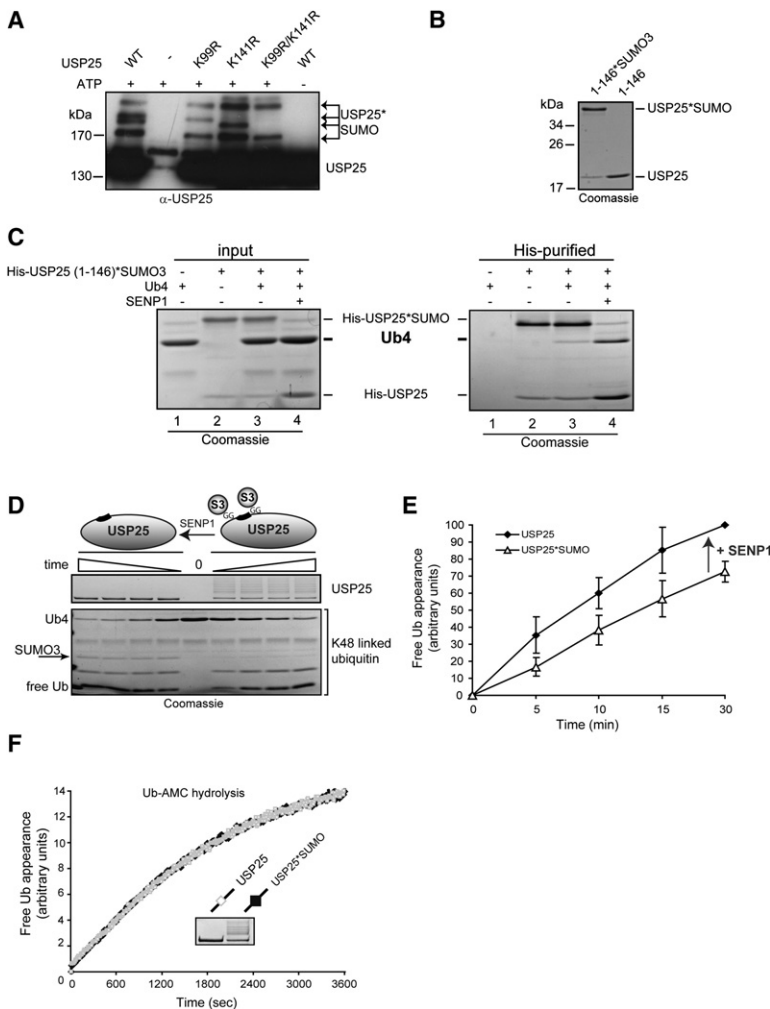 A
USP25 WT - K99R K141R K99R/K141R WT
ATP + + + + + -
kDa
170
130
USP25*
SUMO
USP25
α-USP25
B
1-146*SUMO3
1-146
kDa
34
26
17
USP25*SUMO
USP25
Coomassie
C
input
His-USP25 (1-146)*SUMO3 - + + +
Ub4 + - + +
SENP1 - - - +
His-purified
- + + +
+ - + +
- - - +
His-USP25*SUMO
Ub4
His-USP25
1 2 3 4
Coomassie
1 2 3 4
Coomassie
D
S3 S3
GG GG
USP25 SENP1 USP25
time 0
USP25
Ub4
SUMO3
free Ub
K48 linked
ubiquitin
Coomassie
E
Free Ub appearance
(arbitrary units)
100
90
80
70
60
50
40
30
20
10
0
USP25
USP25*SUMO
+ SENP1
0 5 10 15 30
Time (min)
F
Ub-AMC hydrolysis
Free Ub appearance
(arbitrary units)
14
12
10
8
6
4
2
0
USP25
USP25*SUMO
0 600 1200 1800 2400 3000 3600
Time (sec)